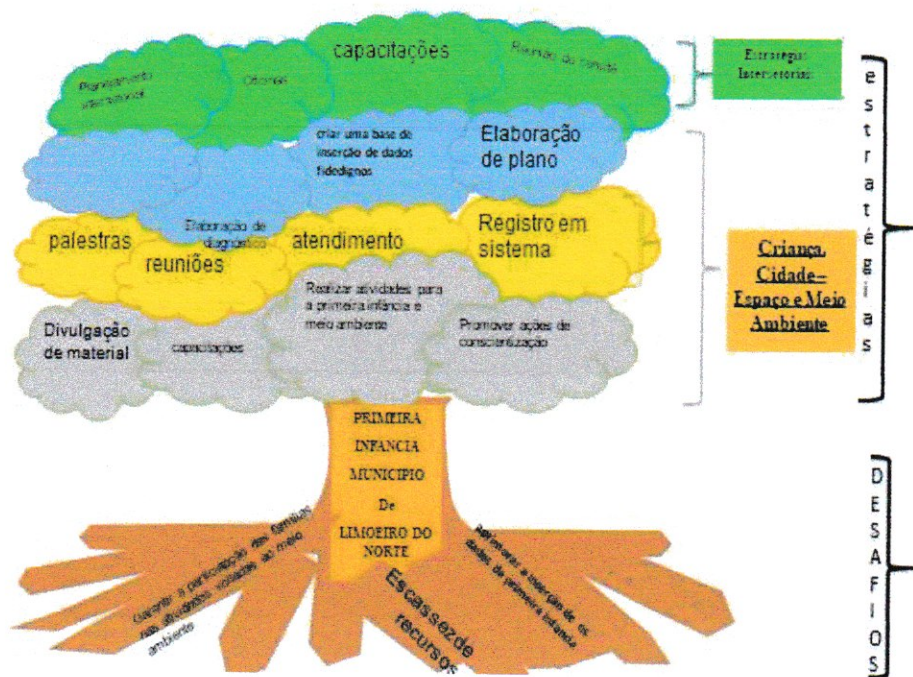 capacitações
Planejamento
intersetorial
Oficinas
Reunião do comitê
Estratégias
Intersetoriais
criar uma base de
inserção de dados
fidedignos
Elaboração
de plano
Elaboração de
diagnóstico
palestras
reuniões
atendimento
Registro em
sistema
Realizar atividades para
a primeira infância e
meio ambiente
Divulgação
de material
capacitações
Promover ações de
conscientização
Criança,
Cidade–
Espaço e Meio
Ambiente
estratégias
PRIMEIRA
INFANCIA
MUNICIPIO
De
LIMOEIRO DO
NORTE
Garantir a participação das famílias
nas atividades voltadas ao meio
ambiente
Escassez de
recursos
a inserção de os
dados da primeira infância
DESAFIOS